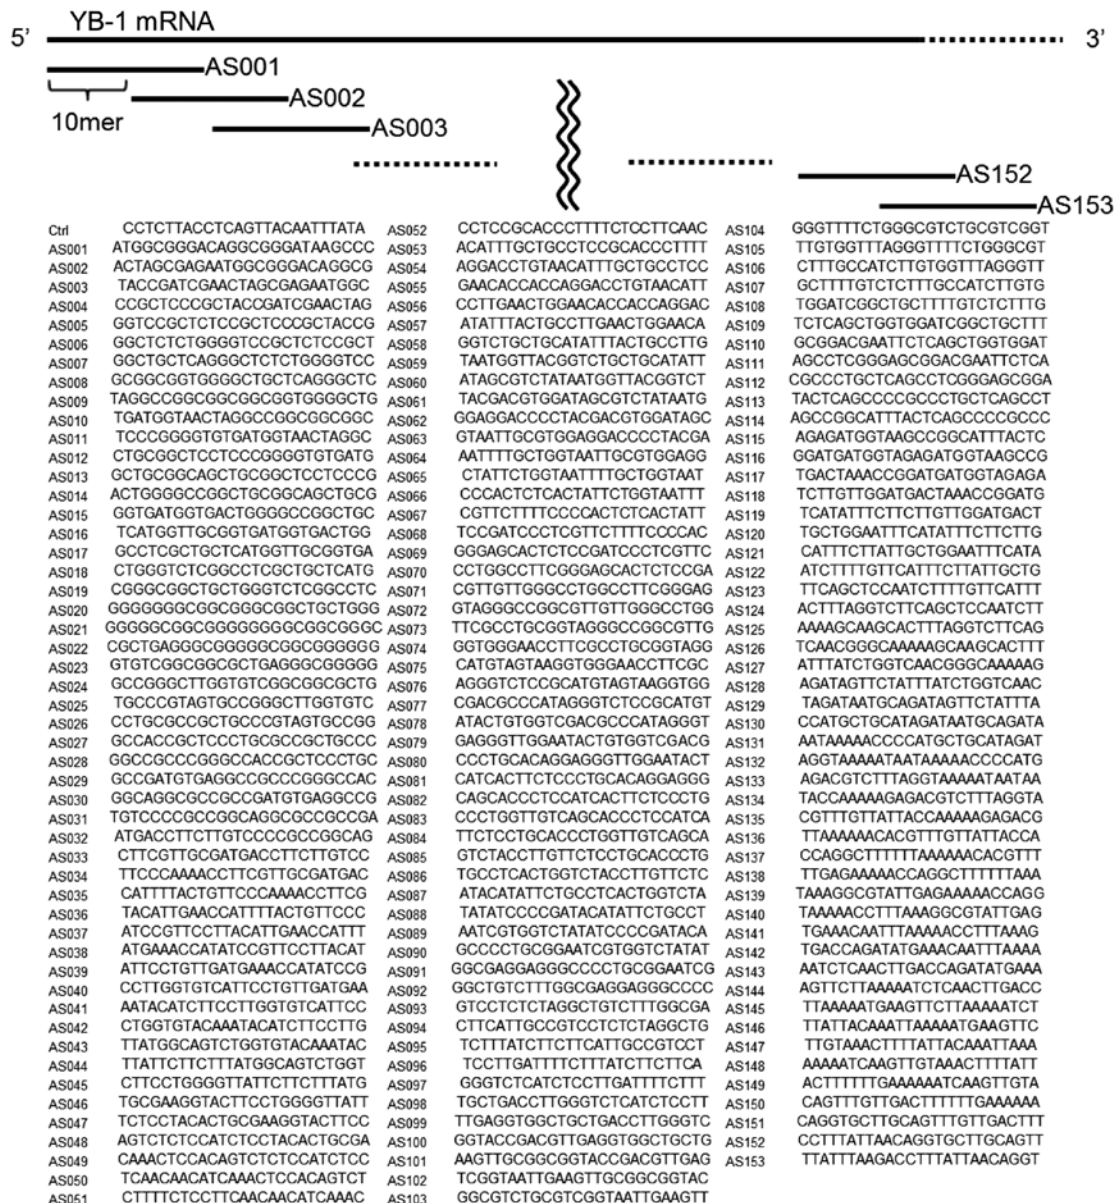 YB-1 mRNA
5’ 3’
AS001
10mer
AS002
AS003
AS152
AS153
Ctrl CCTCTTACCTCAGTTACAATTTATA AS052 CCTCCGCACCCTTTTCTCCTTCAAC AS104 GGGTTTTCTGGGCGTCTGCGTCGGT
AS001 ATGGCGGGACAGGCGGGATAAGCCC AS053 ACATTTGCTGCCTCCGCACCCTTTT AS105 TTGTGGTTTAGGGTTTTCTGGGCGT
AS002 ACTAGCGAGAATGGCGGGACAGGCG AS054 AGGACCTGTAACATTTGCTGCCTCC AS106 CTTTGCCATCTTGTGGTTTAGGGTT
AS003 TACCGATCGAACTAGCGAGAATGGC AS055 GAACACCACCAGGACCTGTAACATT AS107 GCTTTTGTCTCTTTGCCATCTTGTG
AS004 CCGCTCCCGCTACCGATCGAACTAG AS056 CCTTGAACTGGAACACCACCAGGAC AS108 TGGATCGGCTGCTTTTGTCTCTTTG
AS005 GGTCCGCTCTCCGCTCCCGCTACCG AS057 ATATTTACTGCCTTGAACTGGAACA AS109 TCTCAGCTGGTGGATCGGCTGCTTT
AS006 GGCTCTCTGGGGTCCGCTCTCCGCT AS058 GGTCTGCTGCATATTTACTGCCTTG AS110 GCGGACGAATTCTCAGCTGGTGGAT
AS007 GGCTGCTCAGGGCTCTCTGGGGTCC AS059 TAATGGTTACGGTCTGCTGCATATT AS111 AGCCTCGGGAGCGGACGAATTCTCA
AS008 GCGGCGGTGGGGCTGCTCAGGGCTC AS060 ATAGCGTCTATAATGGTTACGGTCT AS112 CGCCCTGCTCAGCCTCGGGAGCGGA
AS009 TAGGCCGGCGGCGGCGGTGGGGCTG AS061 TACGACGTGGATAGCGTCTATAATG AS113 TACTCAGCCCCGCCCTGCTCAGCCT
AS010 TGATGGTAACTAGGCCGGCGGCGGC AS062 GGAGGACCCCTACGACGTGGATAGC AS114 AGCCGGCATTTACTCAGCCCCGCCC
AS011 TCCCGGGGTGTGATGGTAACTAGGC AS063 GTAATTGCGTGGAGGACCCCTACGA AS115 AGAGATGGTAAGCCGGCATTTACTC
AS012 CTGCGGCTCCTCCCGGGGTGTGATG AS064 AATTTTGCTGGTAATTGCGTGGAGG AS116 GGATGATGGTAGAGATGGTAAGCCG
AS013 GCTGCGGCAGCTGCGGCTCCTCCCG AS065 CTATTCTGGTAATTTTGCTGGTAAT AS117 TGACTAAACCGGATGATGGTAGAGA
AS014 ACTGGGGCCGGCTGCGGCAGCTGCG AS066 CCCACTCTCACTATTCTGGTAATTT AS118 TCTTGTTGGATGACTAAACCGGATG
AS015 GGTGATGGTGACTGGGGCCGGCTGC AS067 CGTTCTTTTCCCCACTCTCACTATT AS119 TCATATTTCTTCTTGTTGGATGACT
AS016 TCATGGTTGCGGTGATGGTGACTGG AS068 TCCGATCCCTCGTTCTTTTCCCCAC AS120 TGCTGGAATTTCATATTTCTTCTTG
AS017 GCCTCGCTGCTCATGGTTGCGGTGA AS069 GGGAGCACTCTCCGATCCCTCGTTC AS121 CATTTCTTATTGCTGGAATTTCATA
AS018 CTGGGTCTCGGCCTCGCTGCTCATG AS070 CCTGGCCTTCGGGAGCACTCTCCGA AS122 ATCTTTTGTTCATTTCTTATTGCTG
AS019 CGGGCGGCTGCTGGGTCTCGGCCTC AS071 CGTTGTTGGGCCTGGCCTTCGGGAG AS123 TTCAGCTCCAATCTTTTGTTCATTT
AS020 GGGGGGGCGGCGGGCGGCTGCTGGG AS072 GTAGGGCCGGCGTTGTTGGGCCTGG AS124 ACTTTAGGTCTTCAGCTCCAATCTT
AS021 GGGGGCGGCGGGGGGGCGGCGGGC AS073 TTCGCCTGCGGTAGGGCCGGCGTTG AS125 AAAAGCAAGCACTTTAGGTCTTCAG
AS022 CGCTGAGGGCGGGGGCGGCGGGGGG AS074 GGTGGGAACCTTCGCCTGCGGTAGG AS126 TCAACGGGCAAAAAGCAAGCACTTT
AS023 GTGTCGGCGGCGCTGAGGGCGGGGG AS075 CATGTAGTAAGGTGGGAACCTTCGC AS127 ATTTATCTGGTCAACGGGCAAAAAG
AS024 GCCGGGCTTGGTGTCGGCGGCGCTG AS076 AGGGTCTCCGCATGTAGTAAGGTGG AS128 AGATAGTTCTATTTATCTGGTCAAC
AS025 TGCCCGTAGTGCCGGGCTTGGTGTC AS077 CGACGCCCATAGGGTCTCCGCATGT AS129 TAGATAATGCAGATAGTTCTATTTA
AS026 CCTGCGCCGCTGCCCGTAGTGCCGG AS078 ATACTGTGGTCGACGCCCATAGGGT AS130 CCATGCTGCATAGATAATGCAGATA
AS027 GCCACCGCTCCCTGCGCCGCTGCCC AS079 GAGGGTTGGAATACTGTGGTCGACG AS131 AATAAAAACCCCATGCTGCATAGAT
AS028 GGCCGCCCGGGCCACCGCTCCCTGC AS080 CCCTGCACAGGAGGGTTGGAATACT AS132 AGGTAAAAATAATAAAAACCCCATG
AS029 GCCGATGTGAGGCCGCCCGGGCCAC AS081 CATCACTTCTCCCTGCACAGGAGGG AS133 AGACGTCTTTAGGTAAAAATAATAA
AS030 GGCAGGCGCCGCCGATGTGAGGCCG AS082 CAGCACCCTCCATCACTTCTCCCTG AS134 TACCAAAAAGAGACGTCTTTAGGTA
AS031 TGTCCCCGCCGGCAGGCGCCGCCGA AS083 CCCTGGTTGTCAGCACCCTCCATCA AS135 CGTTTGTTATTACCAAAAAGAGACG
AS032 ATGACCTTCTTGTCCCCGCCGGCAG AS084 TTCTCCTGCACCCTGGTTGTCAGCA AS136 TTAAAAAACACGTTTGTTATTACCA
AS033 CTTCGTTGCGATGACCTTCTTGTCC AS085 GTCTACCTTGTTCTCCTGCACCCTG AS137 CCAGGCTTTTTTAAAAAACACGTTT
AS034 TTCCCAAAACCTTCGTTGCGATGAC AS086 TGCCTCACTGGTCTACCTTGTTCTC AS138 TTGAGAAAAACCAGGCTTTTTTAAA
AS035 CATTTTACTGTTCCCAAAACCTTCG AS087 ATACATATTCTGCCTCACTGGTCTA AS139 TAAAGGCGTATTGAGAAAAACCAGG
AS036 TACATTGAACCATTTTACTGTTCCC AS088 TATATCCCCGATACATATTCTGCCT AS140 TAAAAACCTTTAAAGGCGTATTGAG
AS037 ATCCGTTCCTTACATTGAACCATTT AS089 AATCGTGGTCTATATCCCCGATACA AS141 TGAAACAATTTAAAAACCTTTAAAG
AS038 ATGAAACCATATCCGTTCCTTACAT AS090 GCCCCTGCGGAATCGTGGTCTATAT AS142 TGACCAGATATGAAACAATTTAAAA
AS039 ATTCCTGTTGATGAAACCATATCCG AS091 GGCGAGGAGGGCCCCTGCGGAATCG AS143 AATCTCAACTTGACCAGATATGAAA
AS040 CCTTGGTGTCATTCCTGTTGATGAA AS092 GGCTGTCTTTGGCGAGGAGGGCCCC AS144 AGTTCTTAAAAATCTCAACTTGACC
AS041 AATACATCTTCCTTGGTGTCATTCC AS093 GTCCTCTCTAGGCTGTCTTTGGCGA AS145 TTAAAAATGAAGTTCTTAAAAATCT
AS042 CTGGTGTACAAATACATCTTCCTTG AS094 CTTCATTGCCGTCCTCTCTAGGCTG AS146 TTATTACAAATTAAAAATGAAGTTC
AS043 TTATGGCAGTCTGGTGTACAAATAC AS095 TCTTTATCTTCTTCATTGCCGTCCT AS147 TTGTAAACTTTTATTACAAATTAAA
AS044 TTATTCTTCTTTATGGCAGTCTGGT AS096 TCCTTGATTTTCTTTATCTTCTTCA AS148 AAAAATCAAGTTGTAAACTTTTATT
AS045 CTTCCTGGGGTTATTCTTCTTTATG AS097 GGGTCTCATCTCCTTGATTTTCTTT AS149 ACTTTTTTGAAAAAATCAAGTTGTA
AS046 TGCGAAGGTACTTCCTGGGGTTATT AS098 TGCTGACCTTGGGTCTCATCTCCTT AS150 CAGTTTGTTGACTTTTTTGAAAAAA
AS047 TCTCCTACACTGCGAAGGTACTTCC AS099 TTGAGGTGGCTGCTGACCTTGGGTC AS151 CAGGTGCTTGCAGTTTGTTGACTTT
AS048 AGTCTCTCCATCTCCTACACTGCGA AS100 GGTACCGACGTTGAGGTGGCTGCTG AS152 CCTTTATTAACAGGTGCTTGCAGTT
AS049 CAAACTCCACAGTCTCTCCATCTCC AS101 AAGTTGCGGCGGTACCGACGTTGAG AS153 TTATTTAAGACCTTTATTAACAGGT
AS050 TCAACAACATCAAACTCCACAGTCT AS102 TCGGTAATTGAAGTTGCGGCGGTAC
AS051 CTTTTCTCCTTCAACAACATCAAAC AS103 GGCGTCTGCGTCGGTAATTGAAGTT